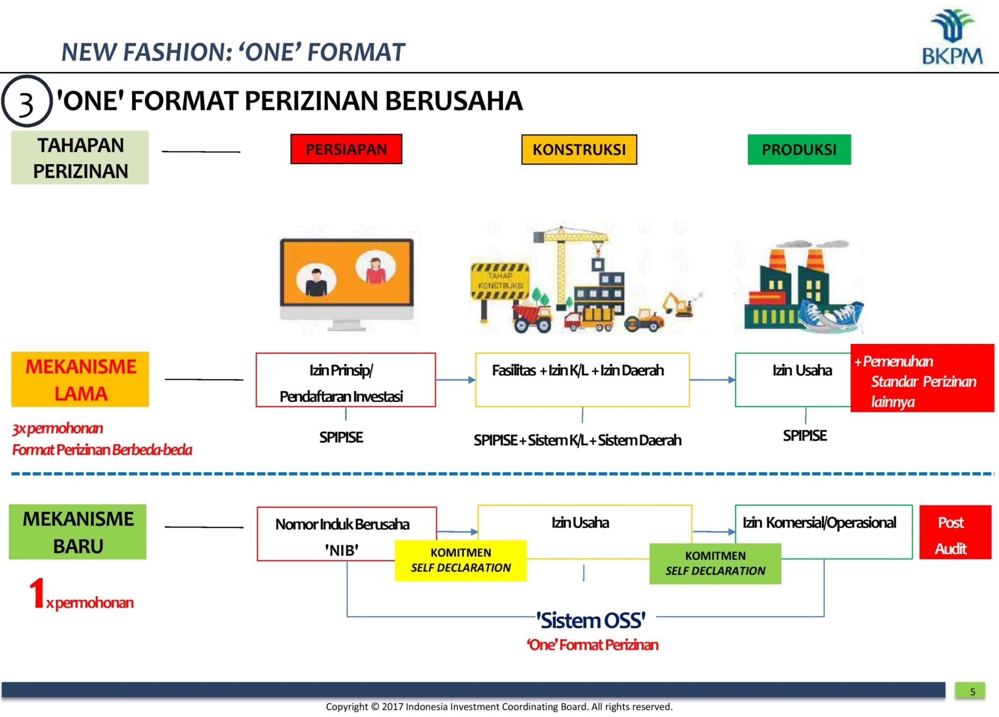 NEW FASHION: ‘ONE’ FORMAT
BKPM
3 'ONE' FORMAT PERIZINAN BERUSAHA
TAHAPAN
PERIZINAN
PERSIAPAN
KONSTRUKSI
PRODUKSI
TAHAP
KONSTRUKSI
MEKANISME
LAMA
Izin Prinsip/
Pendaftaran Investasi
Fasilitas + Izin K/L + Izin Daerah
Izin Usaha
+ Pemenuhan
Standar Perizinan
lainnya
3x permohonan
Format Perizinan Berbeda-beda
SPIPISE
SPIPISE + Sistem K/L + Sistem Daerah
SPIPISE
MEKANISME
BARU
Nomor Induk Berusaha
'NIB'
KOMITMEN
SELF DECLARATION
Izin Usaha
KOMITMEN
SELF DECLARATION
Izin Komersial/Operasional
Post
Audit
1 x permohonan
'Sistem OSS'
‘One’ Format Perizinan
5
Copyright © 2017 Indonesia Investment Coordinating Board. All rights reserved.